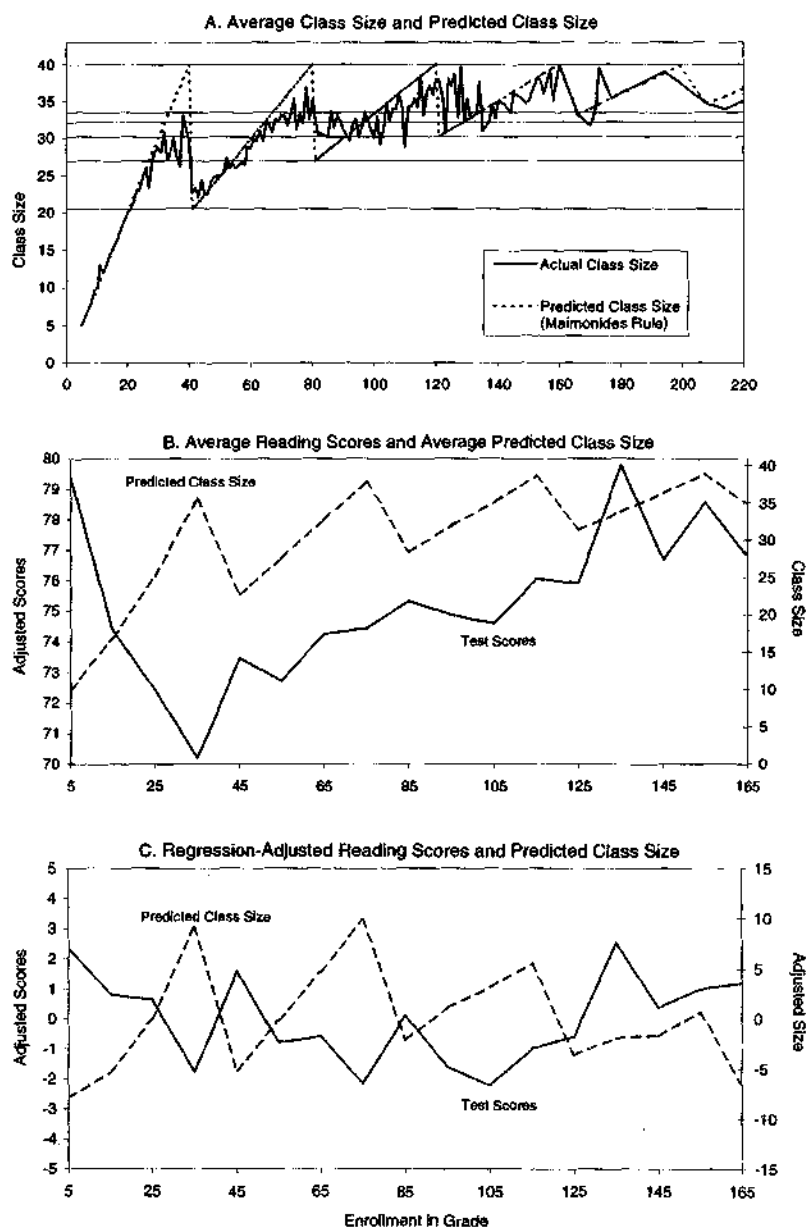 A. Average Class Size and Predicted Class Size
40
35
30
25
20
15
10
5
0
Class Size
Actual Class Size
Predicted Class Size
(Maimonides Rule)
0 20 40 60 80 100 120 140 160 180 200 220
B. Average Reading Scores and Average Predicted Class Size
80
79
78
77
76
75
74
73
72
71
70
Adjusted Scores
Predicted Class Size
Test Scores
40
35
30
25
20
15
10
5
0
Class Size
5 25 45 65 85 105 125 145 165
C. Regression-Adjusted Reading Scores and Predicted Class Size
5
4
3
2
1
0
-1
-2
-3
-4
-5
Adjusted Scores
Predicted Class Size
Test Scores
15
10
5
0
-5
-10
-15
Adjusted Size
5 25 45 65 85 105 125 145 165
Enrollment in Grade